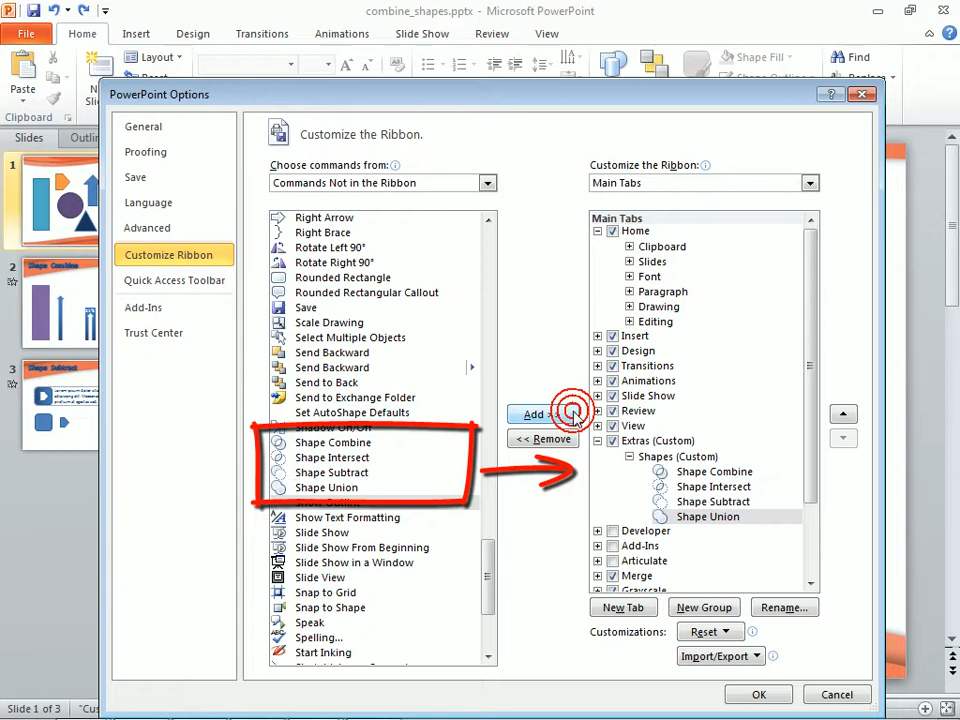 combine_shapes.pptx - Microsoft PowerPoint
File Home Insert Design Transitions Animations Slide Show Review View
Layout
Shape Fill
Find
Paste
Clipboard
Slides
1
2
Shape Combine
3
Shape Subtract
PowerPoint Options
General
Proofing
Save
Language
Advanced
Customize Ribbon
Quick Access Toolbar
Add-Ins
Trust Center
Customize the Ribbon.
Choose commands from:
Commands Not in the Ribbon
Right Arrow
Right Brace
Rotate Left 90°
Rotate Right 90°
Rounded Rectangle
Rounded Rectangular Callout
Save
Scale Drawing
Select Multiple Objects
Send Backward
Send Backward
Send to Back
Send to Exchange Folder
Set AutoShape Defaults
Shadow On/Off
Shape Combine
Shape Intersect
Shape Subtract
Shape Union
Show Outline
Show Text Formatting
Slide Show
Slide Show From Beginning
Slide Show in a Window
Slide View
Snap to Grid
Snap to Shape
Speak
Spelling...
Start Inking
Add >>
<< Remove
Customize the Ribbon:
Main Tabs
Main Tabs
Home
Clipboard
Slides
Font
Paragraph
Drawing
Editing
Insert
Design
Transitions
Animations
Slide Show
Review
View
Extras (Custom)
Shapes (Custom)
Shape Combine
Shape Intersect
Shape Subtract
Shape Union
Developer
Add-Ins
Articulate
Merge
Grayscale
New Tab New Group Rename...
Customizations: Reset
Import/Export
OK Cancel
Slide 1 of 3